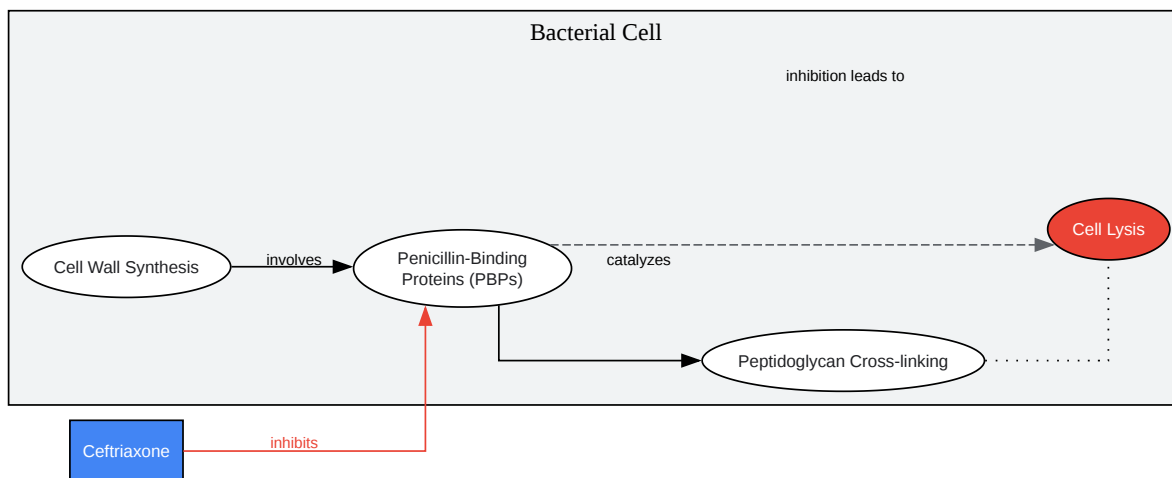 Bacterial Cell
inhibition leads to
Cell Lysis
Cell Wall Synthesis
involves
Penicillin-Binding
Proteins (PBPs)
catalyzes
Peptidoglycan Cross-linking
Ceftriaxone
inhibits